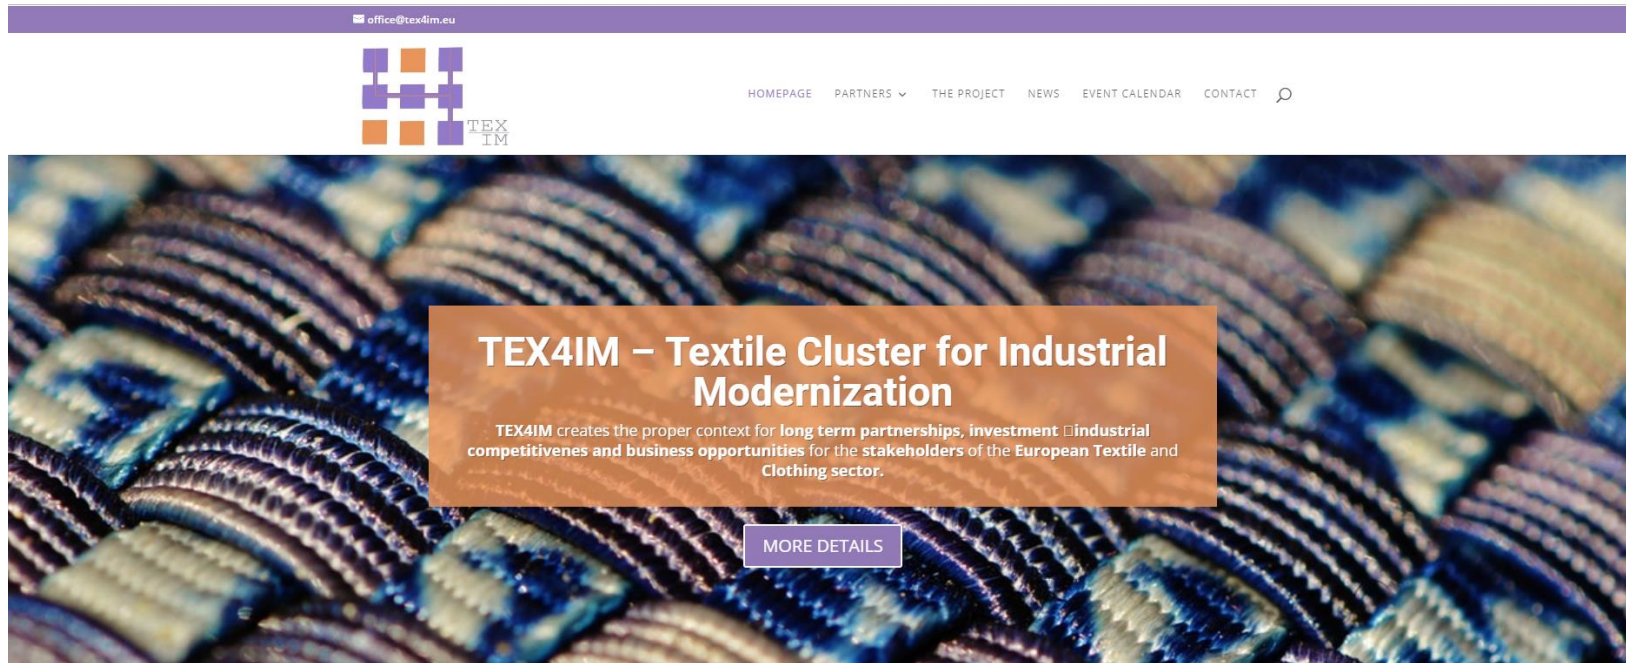 office@tex4im.eu
TEX
IM
HOMEPAGE PARTNERS THE PROJECT NEWS EVENT CALENDAR CONTACT
TEX4IM – Textile Cluster for Industrial
Modernization
TEX4IM creates the proper context for long term partnerships, investment □industrial
competitivenes and business opportunities for the stakeholders of the European Textile and
Clothing sector.
MORE DETAILS